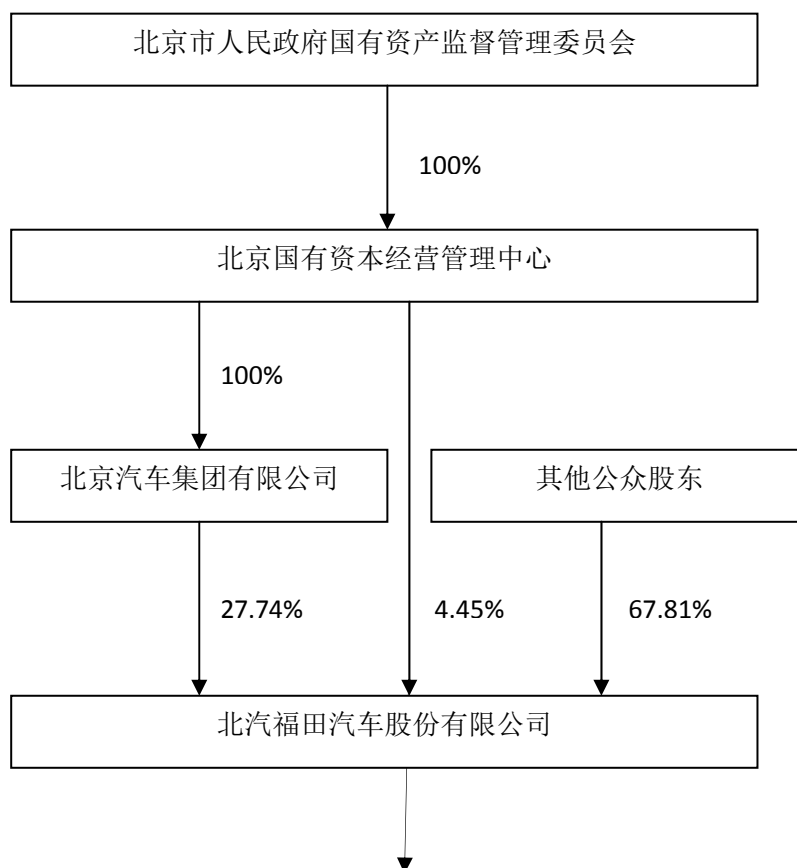 北京市人民政府国有资产监督管理委员会
100%
北京国有资本经营管理中心
100%
北京汽车集团有限公司
其他公众股东
27.74%
4.45%
67.81%
北汽福田汽车股份有限公司